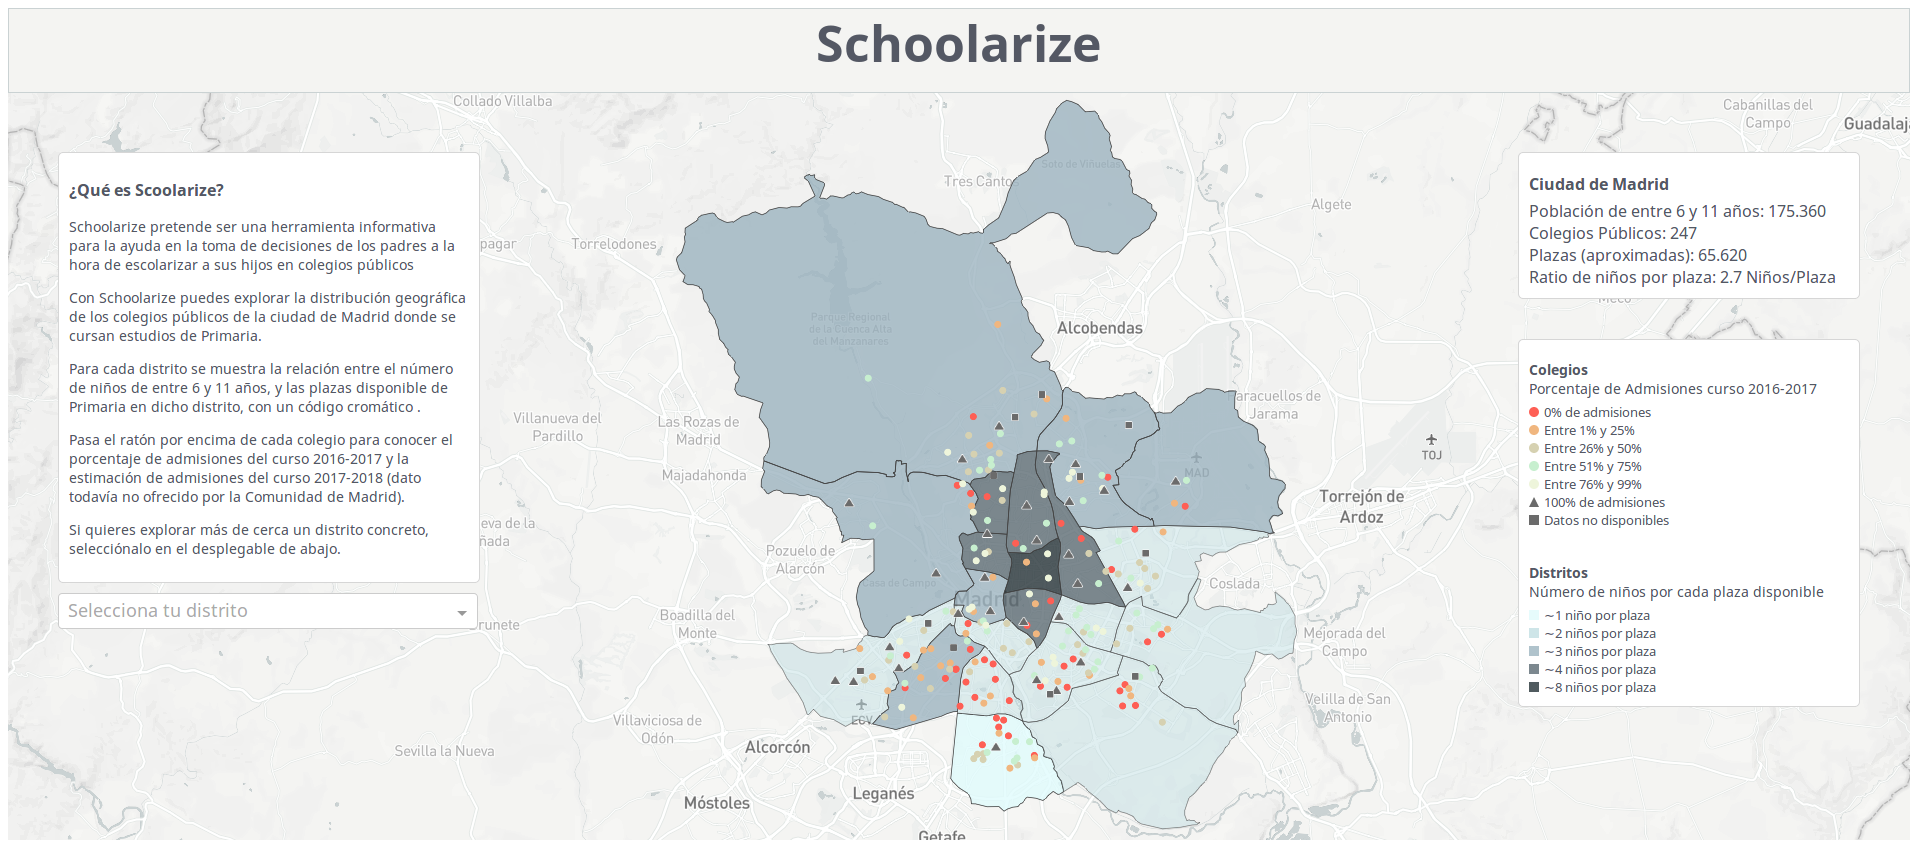 Schoolarize
Collado Villalba
Cabanillas del
Campo
Guadalaj
¿Qué es Scoolarize?
Schoolarize pretende ser una herramienta informativa
para la ayuda en la toma de decisiones de los padres a la
hora de escolarizar a sus hijos en colegios públicos
Con Schoolarize puedes explorar la distribución geográfica
de los colegios públicos de la ciudad de Madrid donde se
cursan estudios de Primaria.
Para cada distrito se muestra la relación entre el número
de niños de entre 6 y 11 años, y las plazas disponible de
Primaria en dicho distrito, con un código cromático .
Pasa el ratón por encima de cada colegio para conocer el
porcentaje de admisiones del curso 2016-2017 y la
estimación de admisiones del curso 2017-2018 (dato
todavía no ofrecido por la Comunidad de Madrid).
Si quieres explorar más de cerca un distrito concreto,
selecciónalo en el desplegable de abajo.
Selecciona tu distrito
pagar
Torrelodones
Tres Canto
Soto de Viñuelas
Algete
Parque Regional
de la Cuenca Alta
del Manzanares
Alcobendas
Paracuellos de
Jarama
Villanueva del
Pardillo
Las Rozas de
Madrid
Majadahonda
MAD
TOJ
Torrejón de
Ardoz
eva de la
ñada
Pozuelo de
Alarcón
Casa de Campo
Madrid
Coslada
Boadilla del
Monte
runete
Mejorada del
Campo
Velilla de San
Antonio
ECV
Villaviciosa de
Odón
Sevilla la Nueva
Alcorcón
Móstoles
Leganés
Getafe
Ciudad de Madrid
Población de entre 6 y 11 años: 175.360
Colegios Públicos: 247
Plazas (aproximadas): 65.620
Ratio de niños por plaza: 2.7 Niños/Plaza
Meco
Colegios
Porcentaje de Admisiones curso 2016-2017
0% de admisiones
Entre 1% y 25%
Entre 26% y 50%
Entre 51% y 75%
Entre 76% y 99%
100% de admisiones
Datos no disponibles
Distritos
Número de niños por cada plaza disponible
~1 niño por plaza
~2 niños por plaza
~3 niños por plaza
~4 niños por plaza
~8 niños por plaza